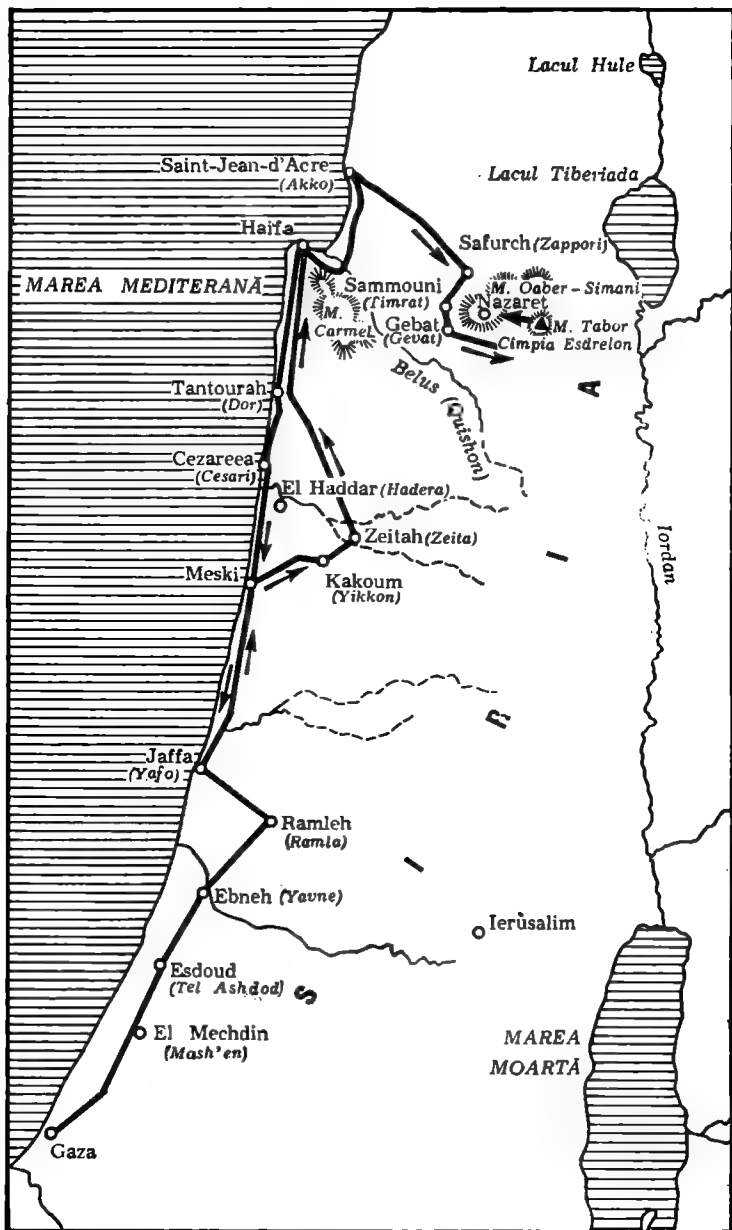 Lacul Hule
Saint-Jean-d'Acre
(Akko)
Lacul Tiberiada
Haifa
Safurch (Zappori)
MAREA MEDITERANĂ
Sammouni
(Timrat)
M. Oaber-Simani
Nazaret
M.
Carmel
Gebat
(Gevat)
M. Tabor
Cîmpia Esdrelon
Belus (Quishon)
Tantourah
(Dor)
Cezareea
(Cesari)
El Haddar (Hadera)
Zeitah (Zeita)
Meski
Kakoum
(Yikkon)
Iordan
Jaffa
(Yafo)
Ramleh
(Ramla)
Ebneh (Yavne)
Ierùsalim
Esdoud
(Tel Ashdod)
El Mechdin
(Mash'en)
MAREA
MOARTĂ
Gaza
S I R I A